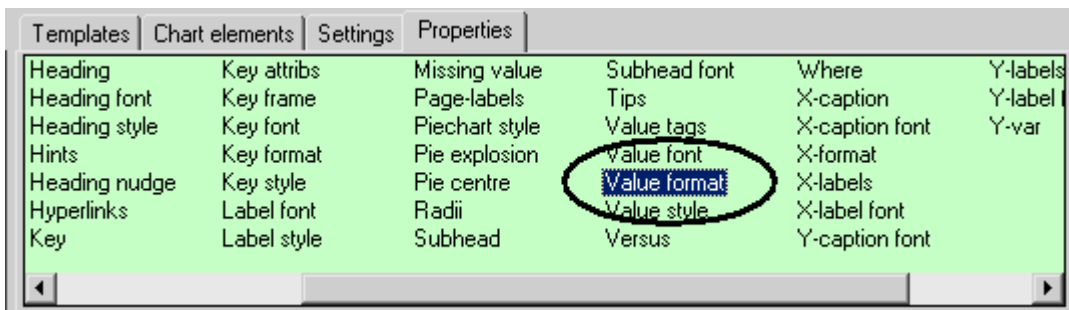 Templates Chart elements Settings Properties
Heading Key attribs Missing value Subhead font Where Y-labels
Heading font Key frame Page-labels Tips X-caption Y-label
Heading style Key font Piechart style Value tags X-caption font Y-var
Hints Key format Pie explosion Value font X-format
Heading nudge Key style Pie centre Value format X-labels
Hyperlinks Label font Radii Value style X-label font
Key Label style Subhead Versus Y-caption font